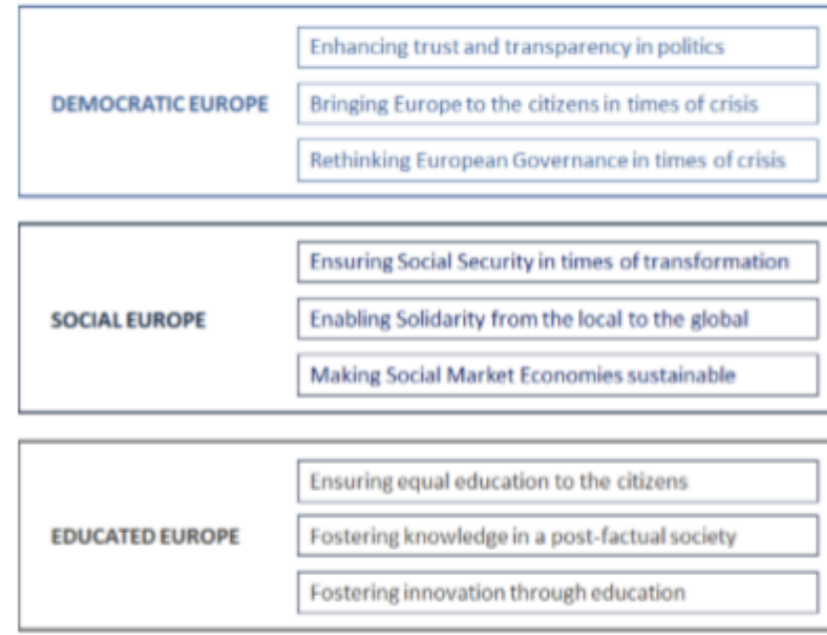 Enhancing trust and transparency in politics
DEMOCRATIC EUROPE
Bringing Europe to the citizens in times of crisis
Rethinking European Governance in times of crisis
Ensuring Social Security in times of transformation
SOCIAL EUROPE
Enabling Solidarity from the local to the global
Making Social Market Economies sustainable
Ensuring equal education to the citizens
EDUCATED EUROPE
Fostering knowledge in a post-factual society
Fostering innovation through education